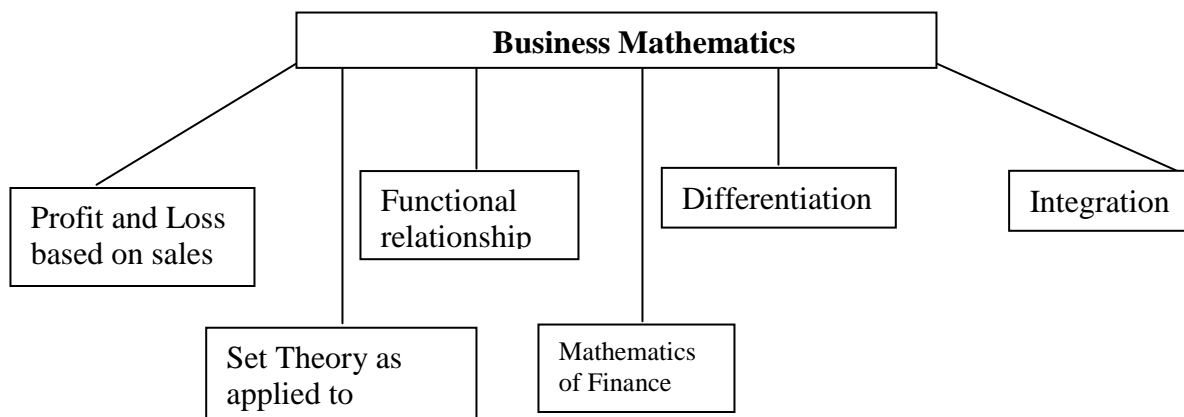 Business Mathematics
Profit and Loss
based on sales
Functional
relationship
Differentiation
Integration
Set Theory as
applied to
Mathematics
of Finance